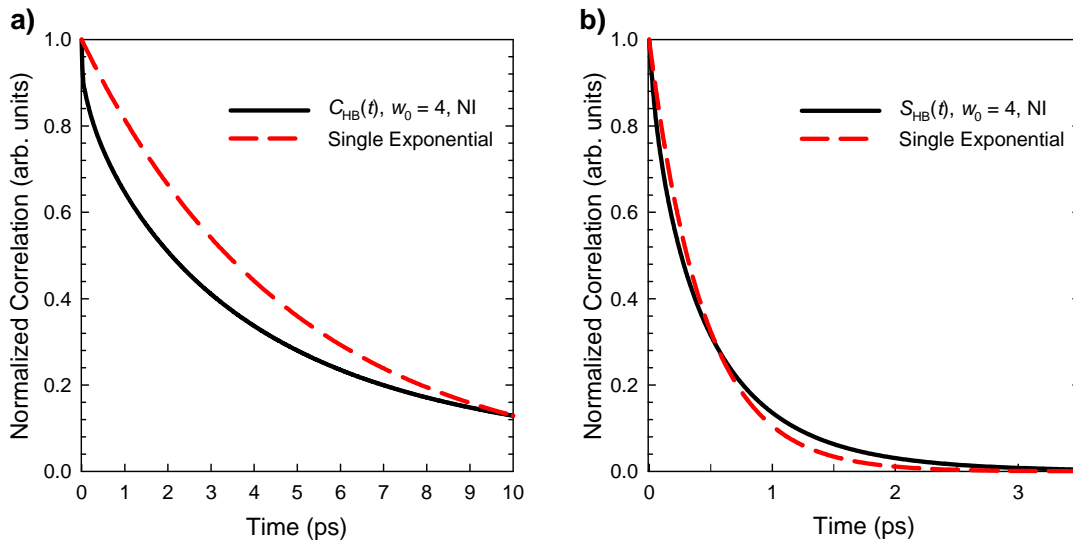 a)
Normalized Correlation (arb. units)
1.0
0.8
0.6
0.4
0.2
0.0
C_HB(t), w_0 = 4, NI
Single Exponential
0 1 2 3 4 5 6 7 8 9 10
Time (ps)
b)
Normalized Correlation (arb. units)
1.0
0.8
0.6
0.4
0.2
0.0
S_HB(t), w_0 = 4, NI
Single Exponential
0 1 2 3
Time (ps)